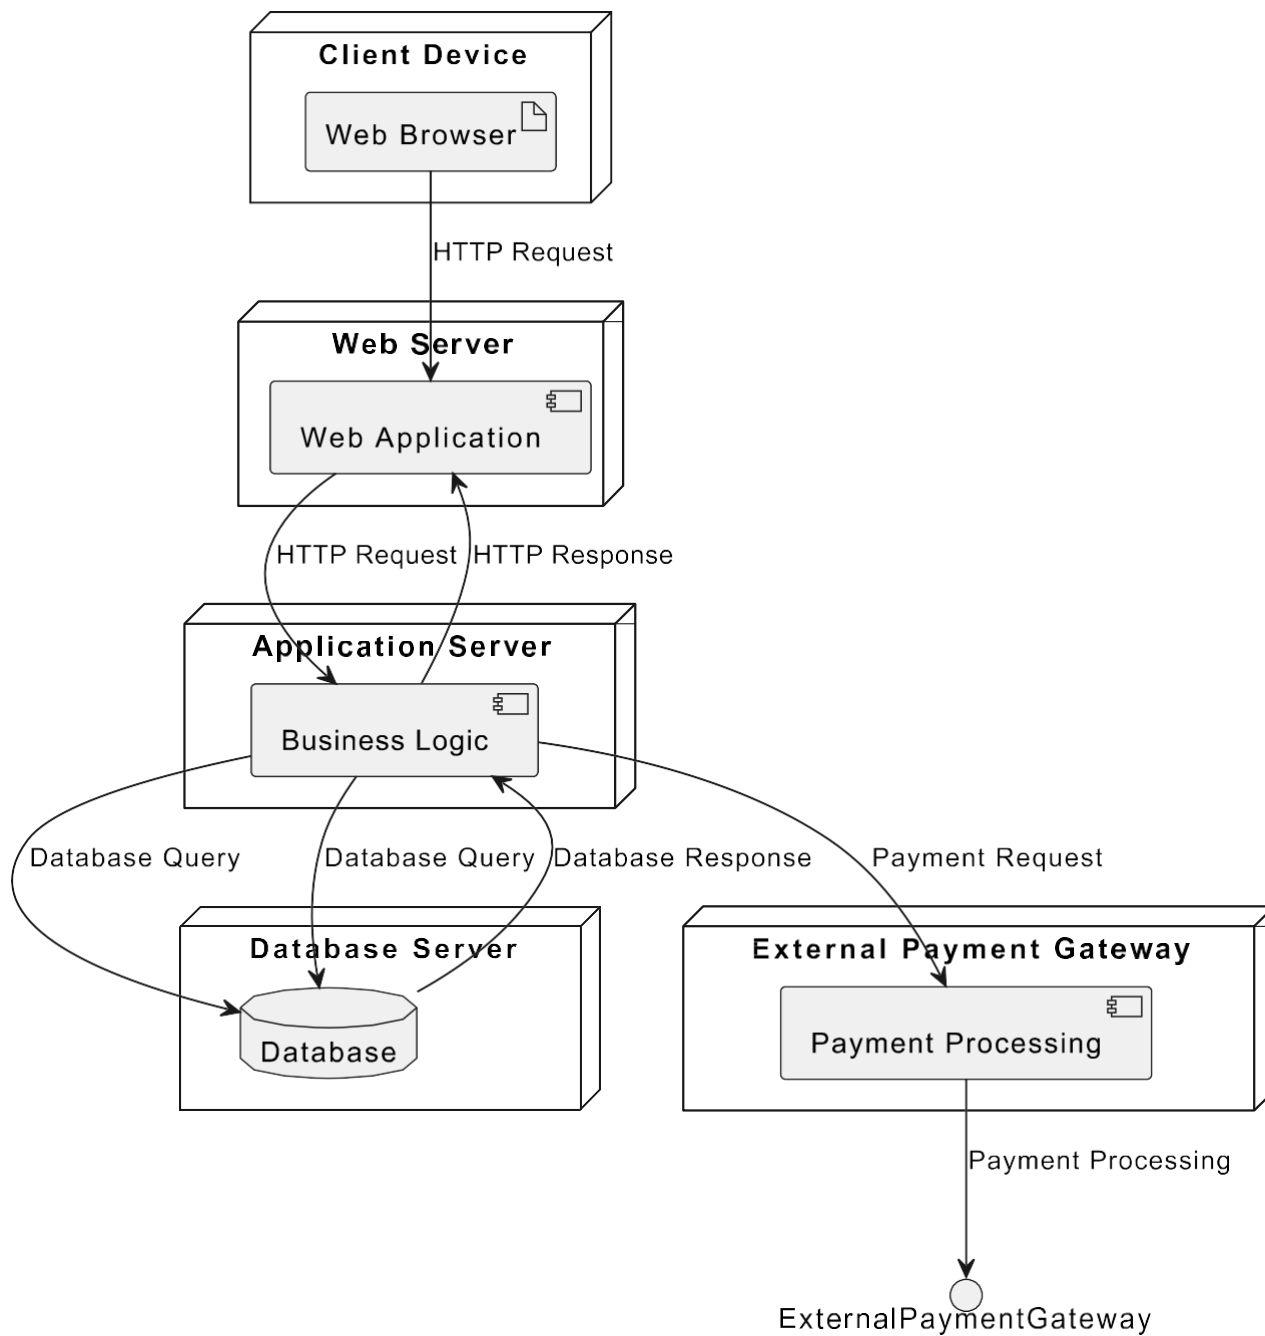 Client Device
Web Browser
HTTP Request
Web Server
Web Application
HTTP Request
HTTP Response
Application Server
Business Logic
Database Query
Database Query
Database Response
Payment Request
Database Server
External Payment Gateway
Database
Payment Processing
Payment Processing
ExternalPaymentGateway